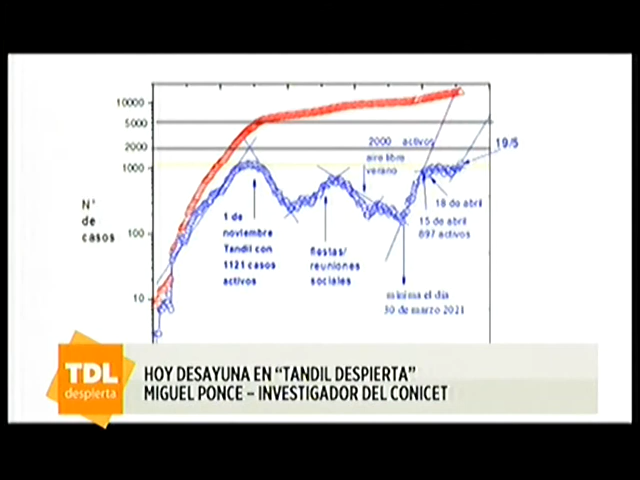 10000
5000
2000
1000
100
10
N°
de
casos
2000 activos
aire libre
verano
19/5
18 de abril
15 de abril
897 activos
1 de
noviembre
Tandil con
1121 casos
activos
fiestas/
reuniones
sociales
minima el día
30 de marzo 2021
TDL
despierta
HOY DESAYUNA EN “TANDIL DESPIERTA”
MIGUEL PONCE – INVESTIGADOR DEL CONICET